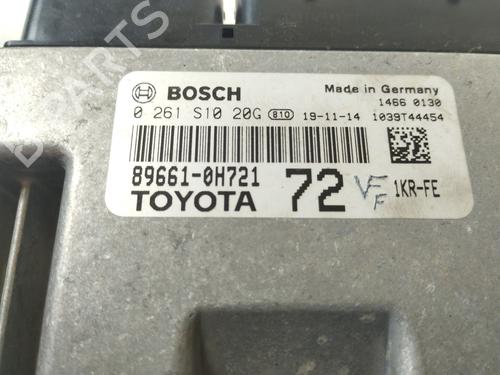 BOSCH
Made in Germany
1466 0130
0 261 S10 20G 810 19-11-14 1039T44454
89661-0H721
TOYOTA 72 1KR-FE
PARTS